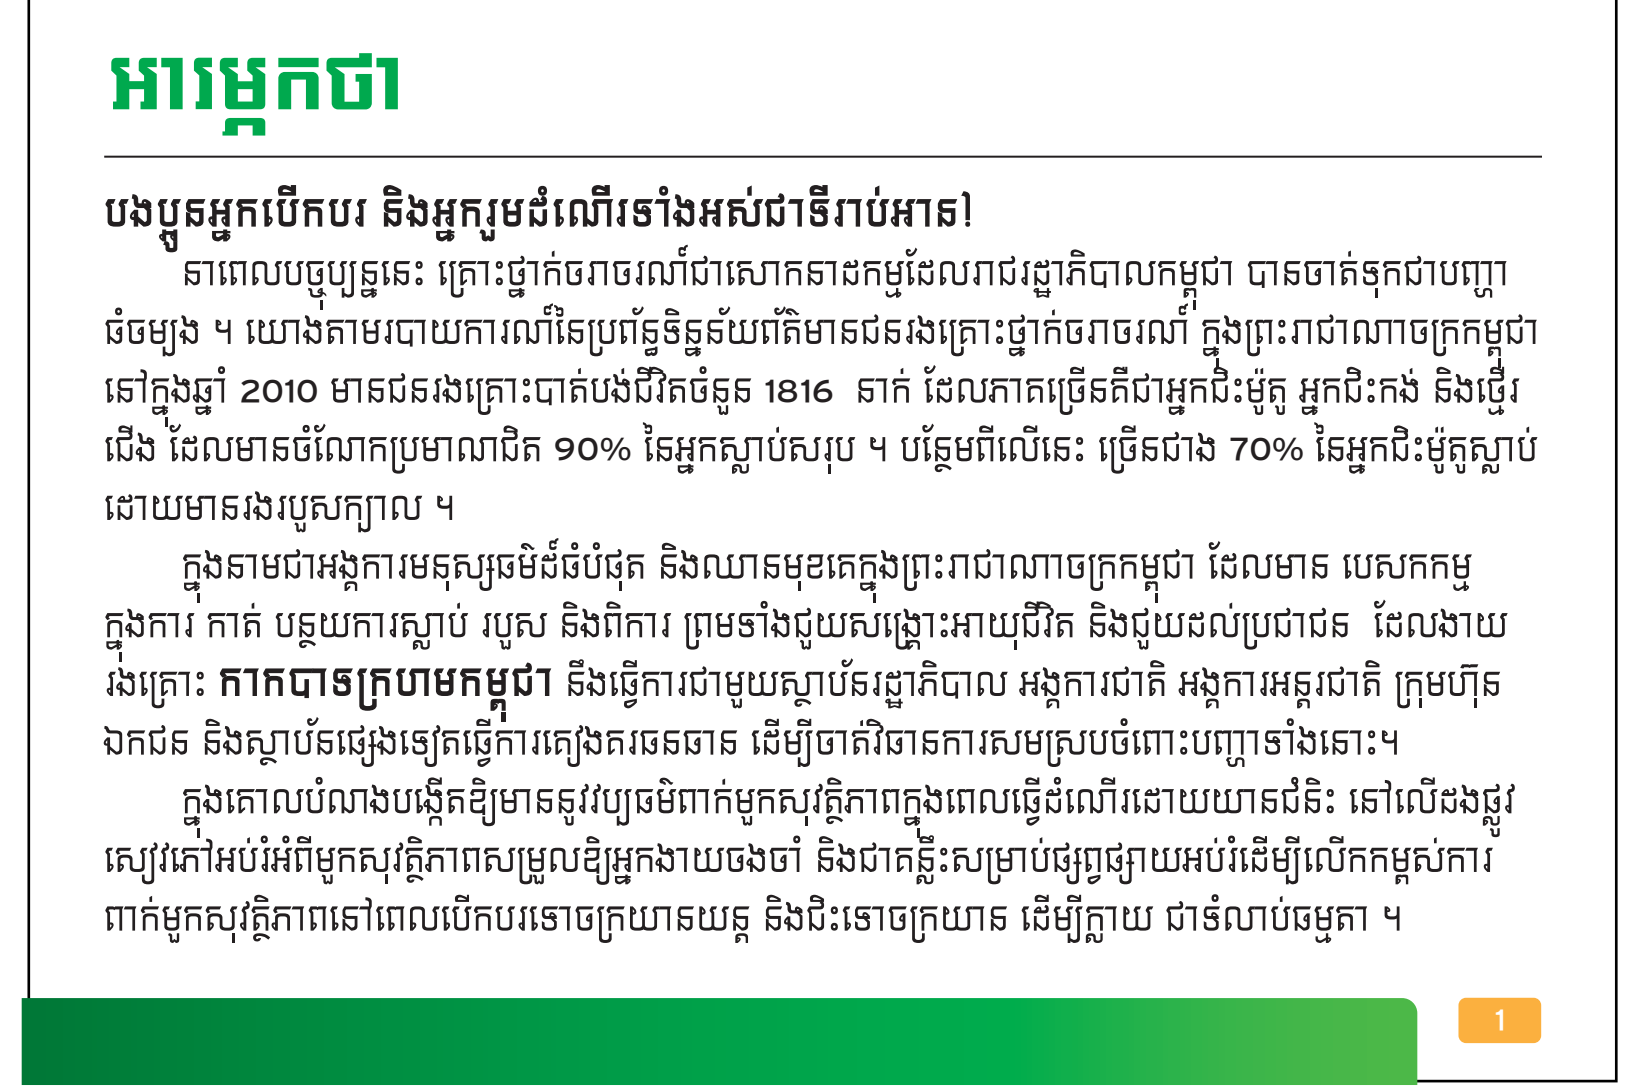 អារម្ភកថា
បងប្អូនអ្នកបើកបរ និងអ្នករួមដំណើរទាំងអស់ជាទីរាប់អាន!
នាពេលបច្ចុប្បន្ននេះ គ្រោះថ្នាក់ចរាចរណ៍ជាសោកនាដកម្មដែលរាជរដ្ឋាភិបាលកម្ពុជា បានចាត់ទុកជាបញ្ហា
ចំចម្បង ។ យោងតាមរបាយការណ៍នៃប្រព័ន្ធទិន្នន័យព័ត៌មានជនរងគ្រោះថ្នាក់ចរាចរណ៍ ក្នុងព្រះរាជាណាចក្រកម្ពុជា
នៅក្នុងឆ្នាំ 2010 មានជនរងគ្រោះបាត់បង់ជីវិតចំនួន 1816 នាក់ ដែលភាគច្រើនគឺជាអ្នកជិះម៉ូតូ អ្នកជិះកង់ និងថ្មើរ
ជើង ដែលមានចំណែកប្រមាណជិត 90% នៃអ្នកស្លាប់សរុប ។ បន្ថែមពីលើនេះ ច្រើនជាង 70% នៃអ្នកជិះម៉ូតូស្លាប់
ដោយមានរងរបួសក្បាល ។
ក្នុងនាមជាអង្គការមនុស្សធម៌ដ៏ធំបំផុត និងឈានមុខគេក្នុងព្រះរាជាណាចក្រកម្ពុជា ដែលមាន បេសកកម្ម
ក្នុងការ កាត់ បន្ថយការស្លាប់ របួស និងពិការ ព្រមទាំងជួយសង្គ្រោះអាយុជីវិត និងជួយដល់ប្រជាជន ដែលងាយ
រងគ្រោះ កាកបាទក្រហមកម្ពុជា នឹងធ្វើការជាមួយស្ថាប័នរដ្ឋាភិបាល អង្គការជាតិ អង្គការអន្តរជាតិ ក្រុមហ៊ុន
ឯកជន និងស្ថាប័នផ្សេងទៀតធ្វើការគៀងគរធនធាន ដើម្បីចាត់វិធានការសមស្របចំពោះបញ្ហាទាំងនោះ។
ក្នុងគោលបំណងបង្កើតឱ្យមាននូវវប្បធម៌ពាក់មួកសុវត្ថិភាពក្នុងពេលធ្វើដំណើរដោយយានជំនិះ នៅលើដងផ្លូវ
សៀវភៅអប់រំអំពីមួកសុវត្ថិភាពសម្រួលឱ្យអ្នកងាយចងចាំ និងជាគន្លឹះសម្រាប់ផ្សព្វផ្សាយអប់រំដើម្បីលើកកម្ពស់ការ
ពាក់មួកសុវត្ថិភាពនៅពេលបើកបរទោចក្រយានយន្ត និងជិះទោចក្រយាន ដើម្បីក្លាយ ជាទំលាប់ធម្មតា ។
1